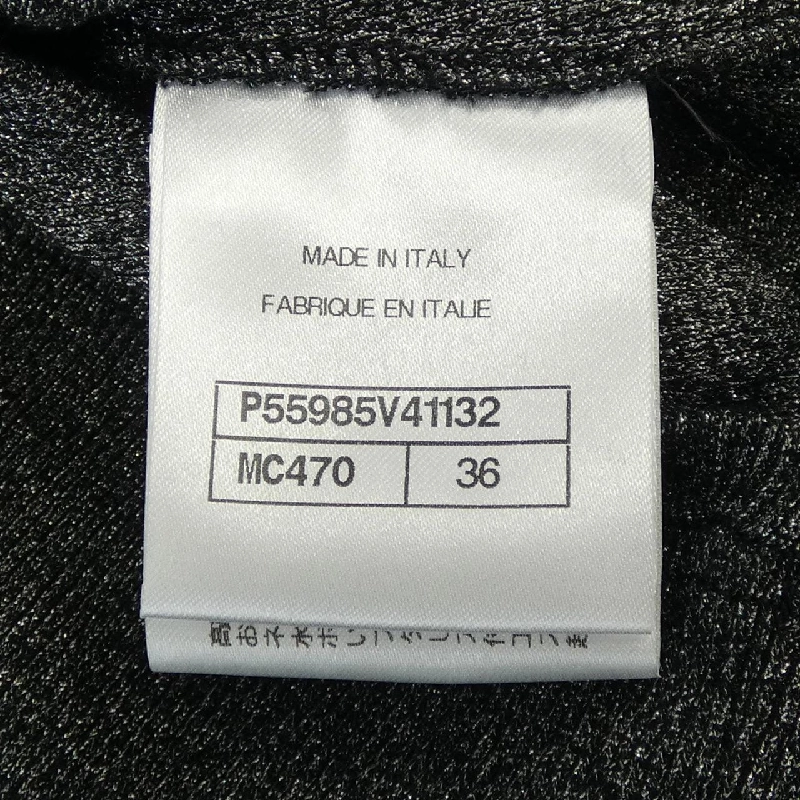 MADE IN ITALY
FABRIQUE EN ITALIE
P55985V41132
MC470 36